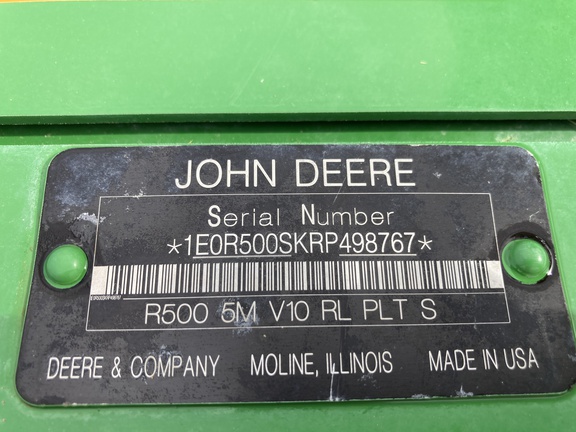 JOHN DEERE
Serial Number
*1E0R500SKRP498767*
R500 5M V10 RL PLT S
DEERE & COMPANY MOLINE, ILLINOIS MADE IN USA